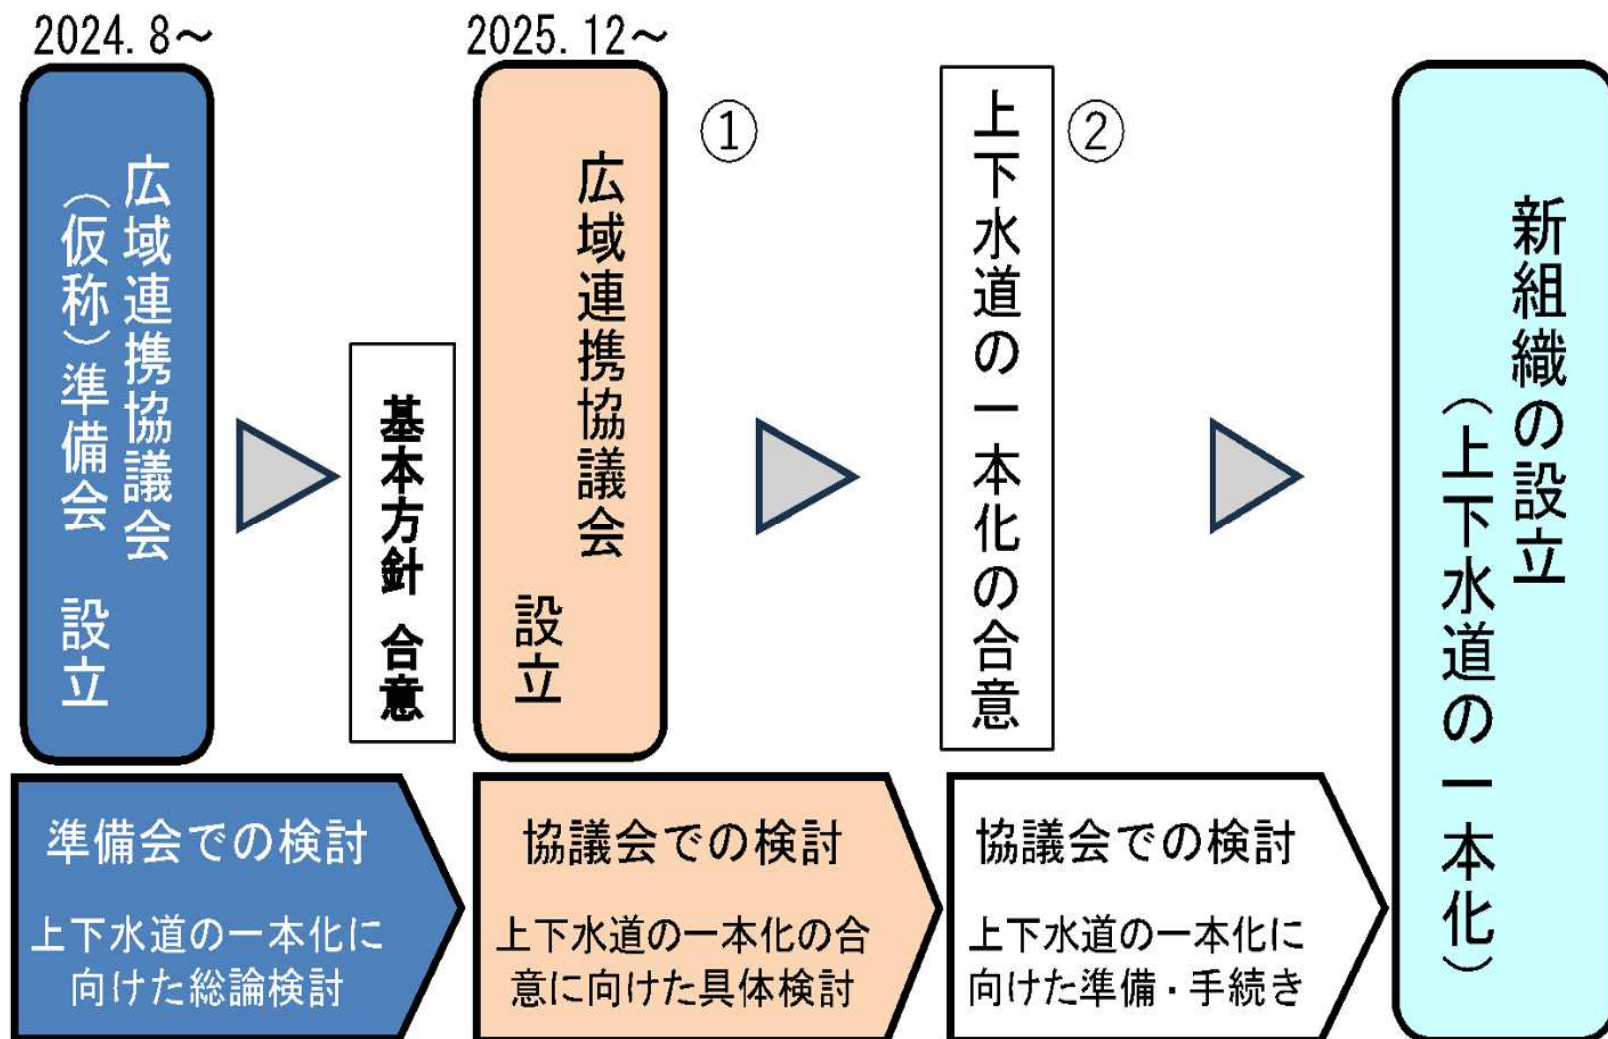 2024.8～
広域連携協議会
（仮称）準備会　設立
基本方針 合意
2025.12～
広域連携協議会
設立
①
上下水道の一本化の合意
②
新組織の設立
（上下水道の一本化）
準備会での検討
上下水道の一本化に
向けた総論検討
協議会での検討
上下水道の一本化の合
意に向けた具体検討
協議会での検討
上下水道の一本化に
向けた準備・手続き